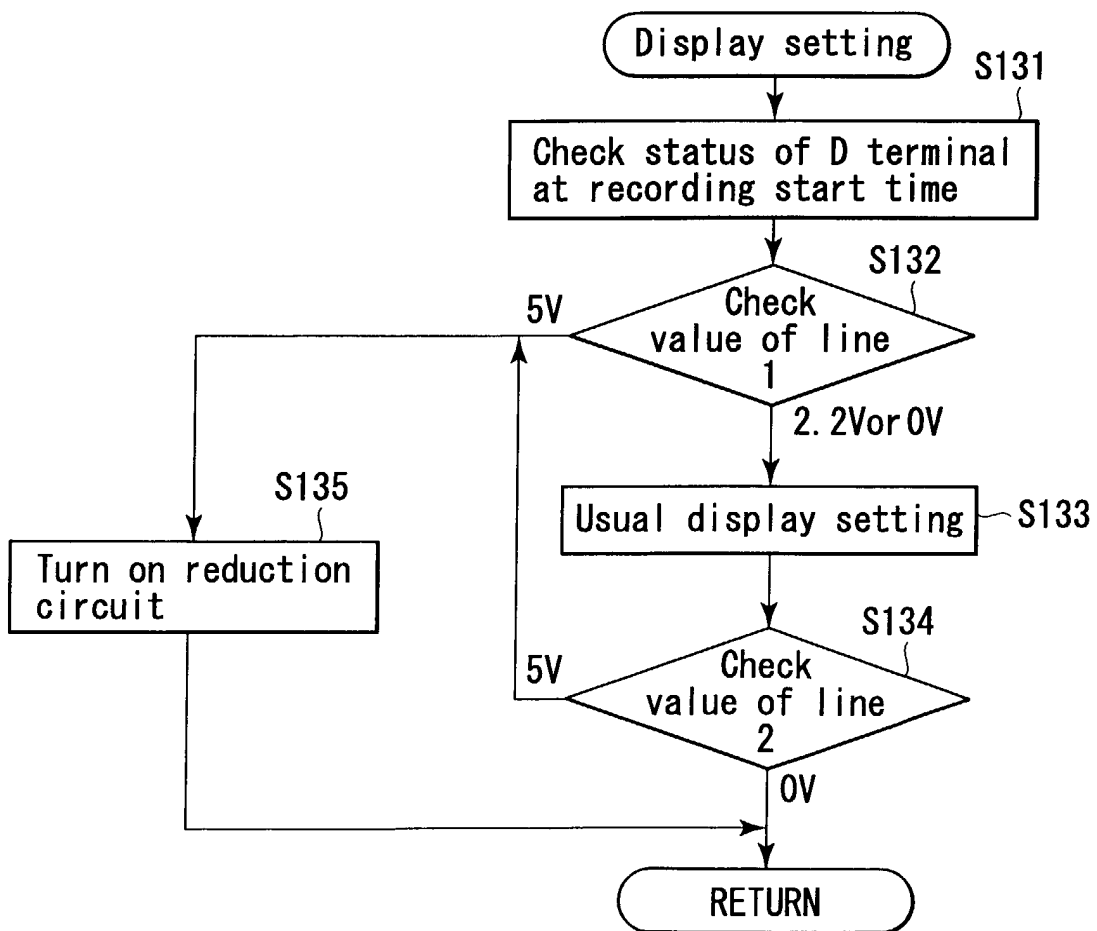 Display setting
S131
Check status of D terminal
at recording start time
S132
5V
Check
value of line
1
2.2Vor0V
S135
Usual display setting
S133
Turn on reduction
circuit
S134
5V
Check
value of line
2
0V
RETURN